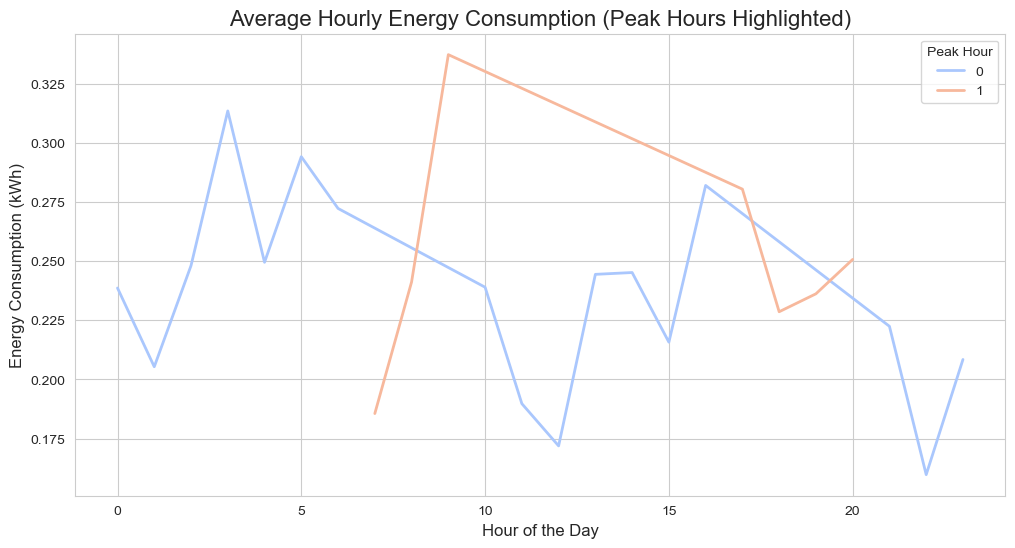 Average Hourly Energy Consumption (Peak Hours Highlighted)
Peak Hour
0
1
Energy Consumption (kWh)
0.325
0.300
0.275
0.250
0.225
0.200
0.175
0 5 10 15 20
Hour of the Day